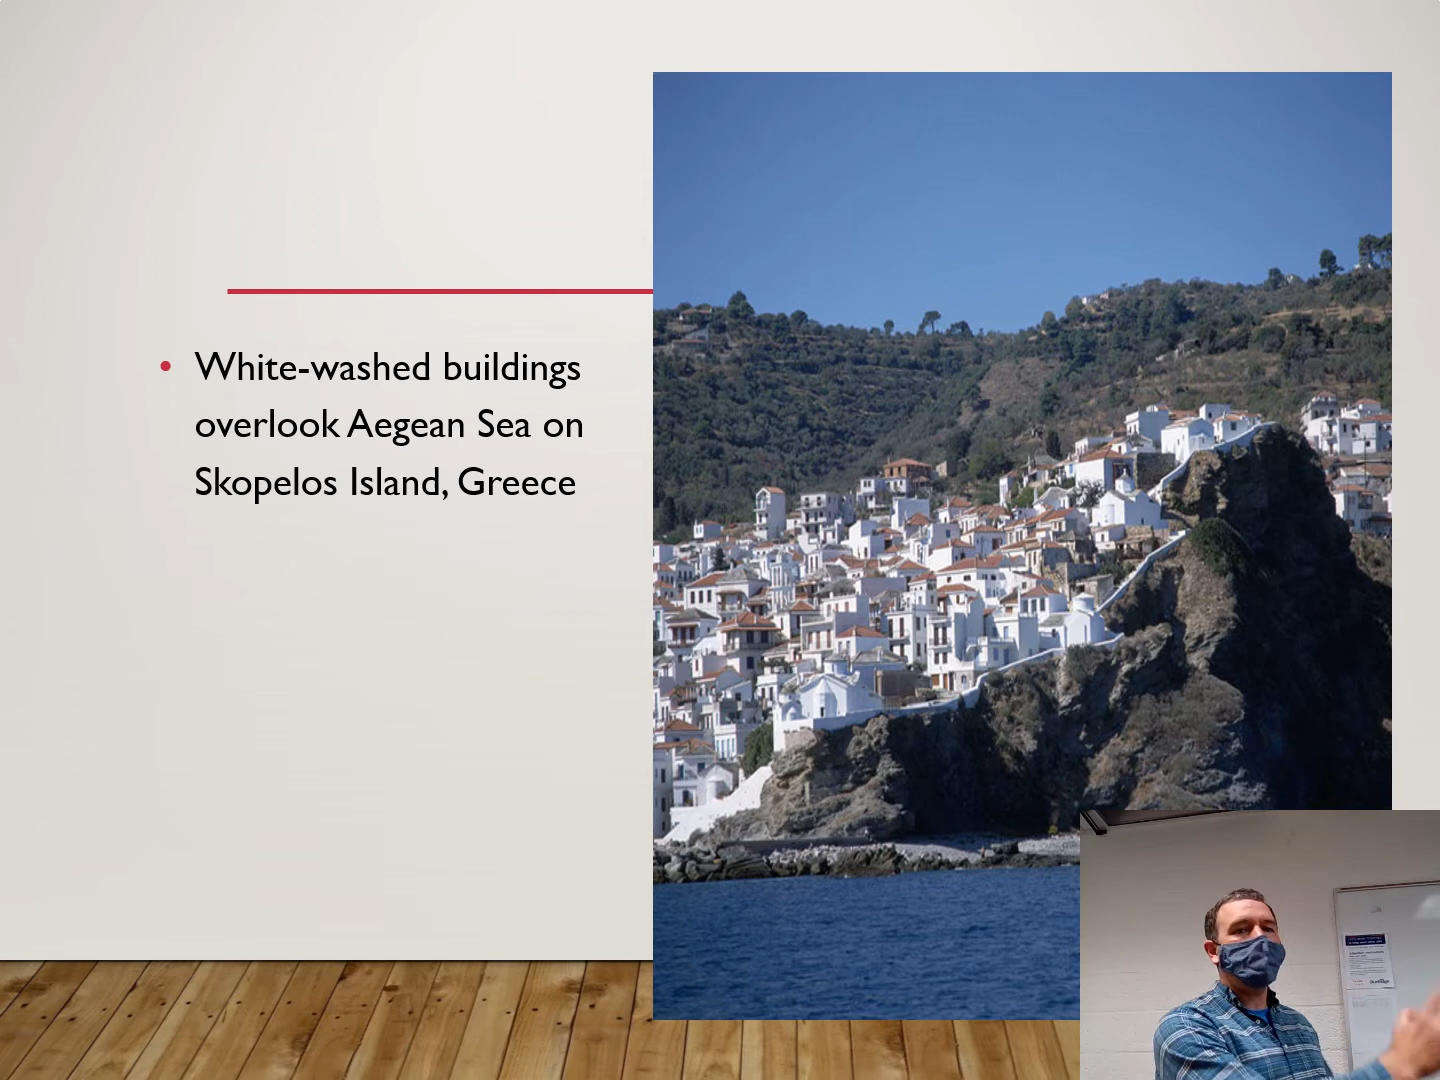 White-washed buildings
overlook Aegean Sea on
Skopelos Island, Greece